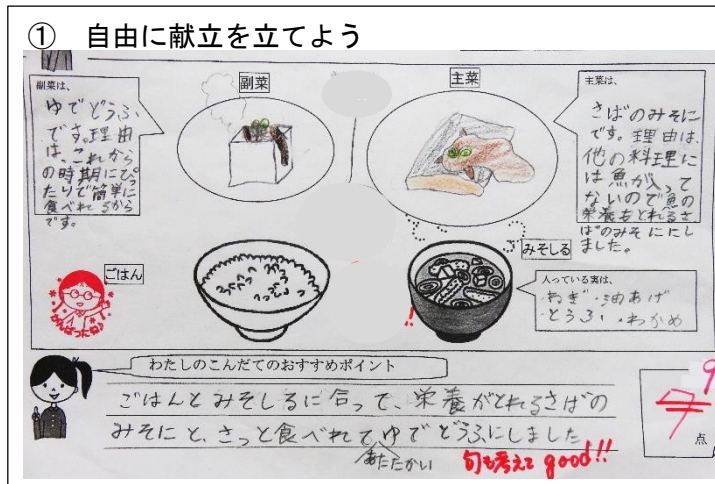 ① 自由に献立を立てよう
副菜は、
ゆでどうふ
です。理由
は、これから
の時期にぴっ
たりで簡単に
食べれるから
です。
副菜
主菜
主菜は、
さばのみそに
です。理由は、
他の料理に
は魚が入って
ないので魚の
栄養もとれるさ
ばのみそにに
しました。
ごはん
がんばったね♪
みそしる
入っている実は、
・ねぎ・油あげ
・とうふ・わかめ
!!
わたしのこんだてのおすすめポイント
ごはんとみそしるに合って、栄養がとれるさばの
みそにと、さっと食べれてゆでどうふにしました
あたたかい
旬も考えて good!!
9
点